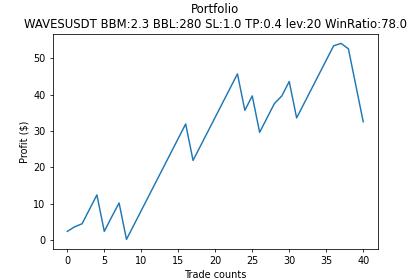 Portfolio
WAVESUSDT BBM:2.3 BBL:280 SL:1.0 TP:0.4 lev:20 WinRatio:78.0
50
40
30
20
10
0
Profit ($)
0 5 10 15 20 25 30 35 40
Trade counts